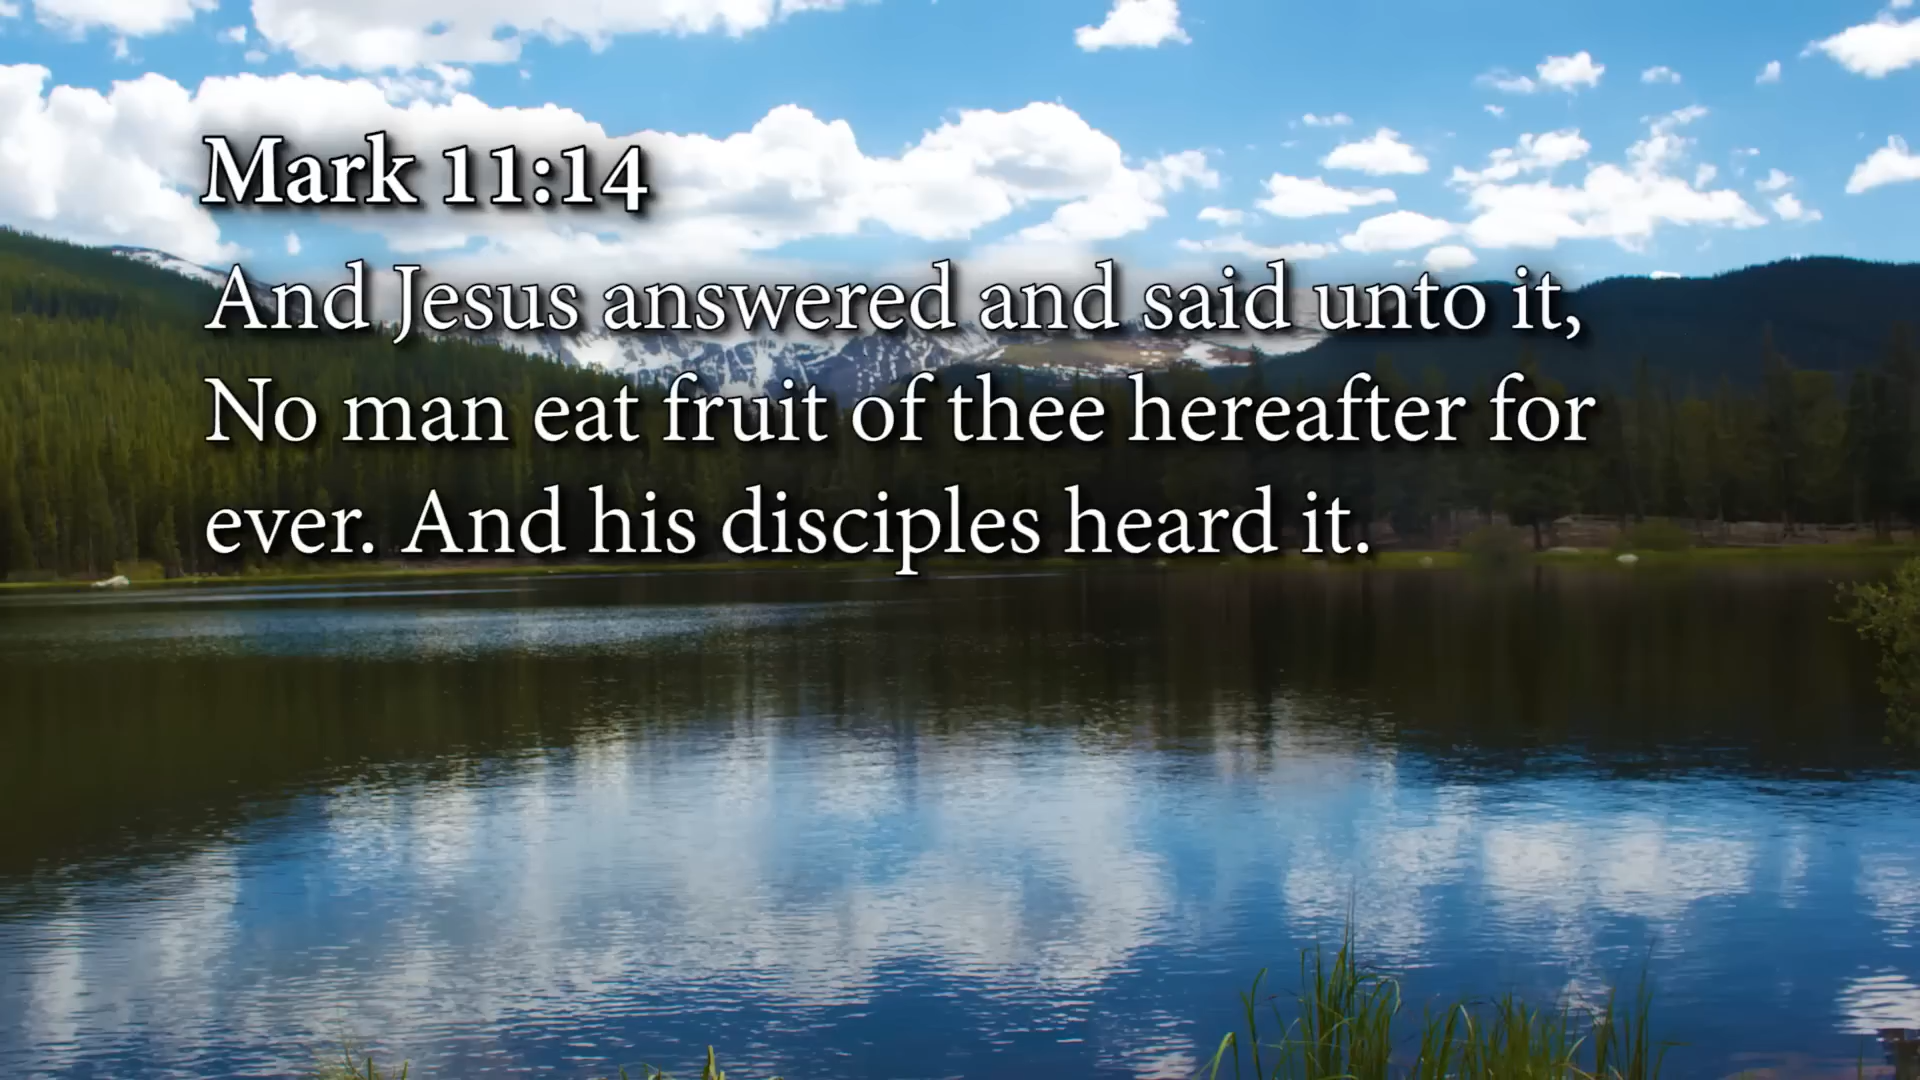 Mark 11:14
And Jesus answered and said unto it,
No man eat fruit of thee hereafter for
ever. And his disciples heard it.